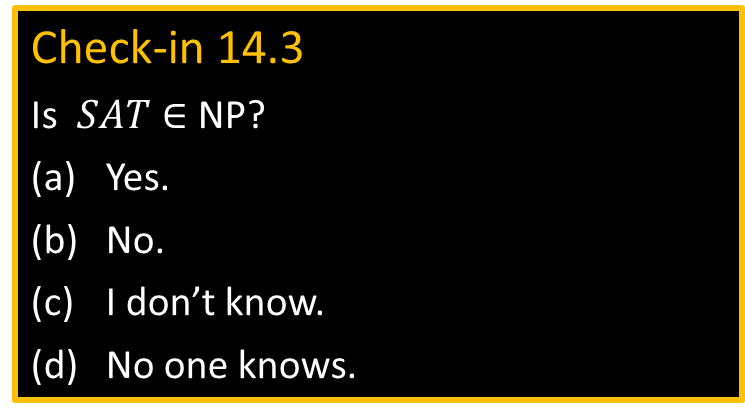 Check-in 14.3
Is SAT ∈ NP?
(a) Yes.
(b) No.
(c) I don’t know.
(d) No one knows.